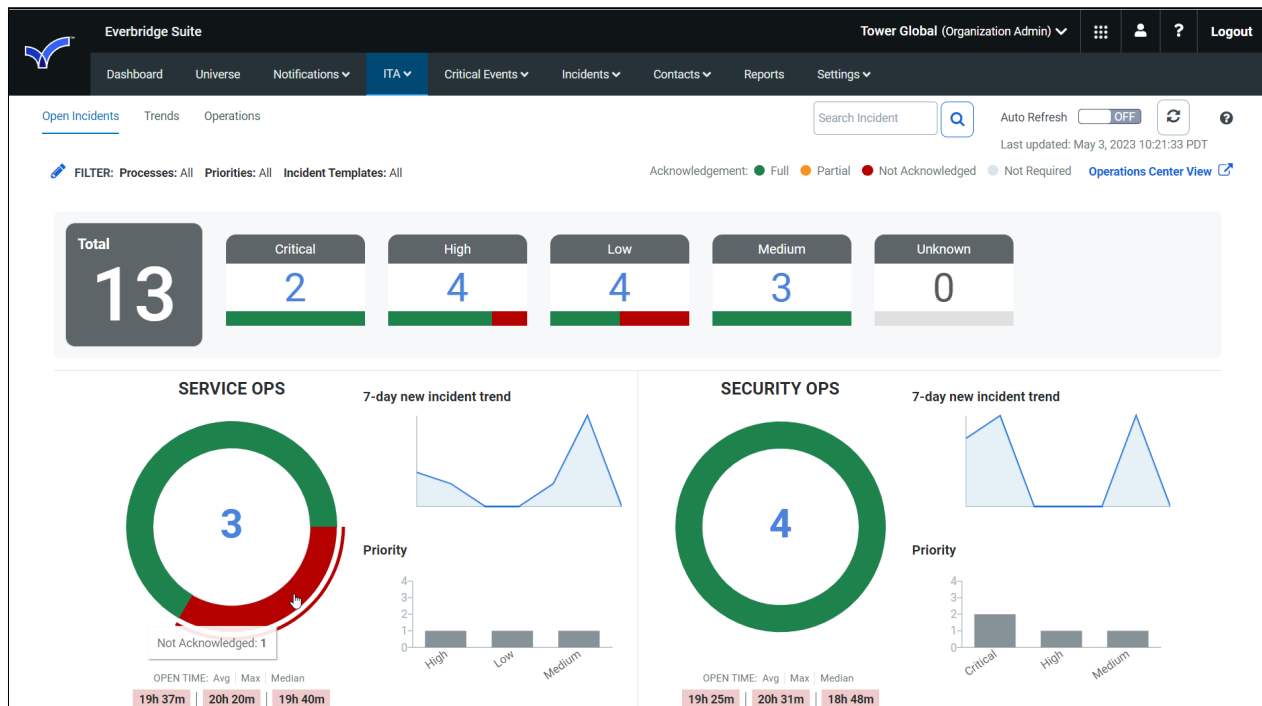 Everbridge Suite
Tower Global (Organization Admin)
?
Logout
Dashboard Universe Notifications ITA Critical Events Incidents Contacts Reports Settings
Open Incidents Trends Operations
Search Incident
Auto Refresh OFF
?
Last updated: May 3, 2023 10:21:33 PDT
FILTER: Processes: All Priorities: All Incident Templates: All
Acknowledgement: Full Partial Not Acknowledged Not Required Operations Center View
Total
13
Critical
2
High
4
Low
4
Medium
3
Unknown
0
SERVICE OPS
3
Not Acknowledged: 1
OPEN TIME: Avg | Max | Median
19h 37m | 20h 20m | 19h 40m
7-day new incident trend
Priority
4
3
2
1
0
High Low Medium
SECURITY OPS
4
OPEN TIME: Avg | Max | Median
19h 25m | 20h 31m | 18h 48m
7-day new incident trend
Priority
4
3
2
1
0
Critical High Medium